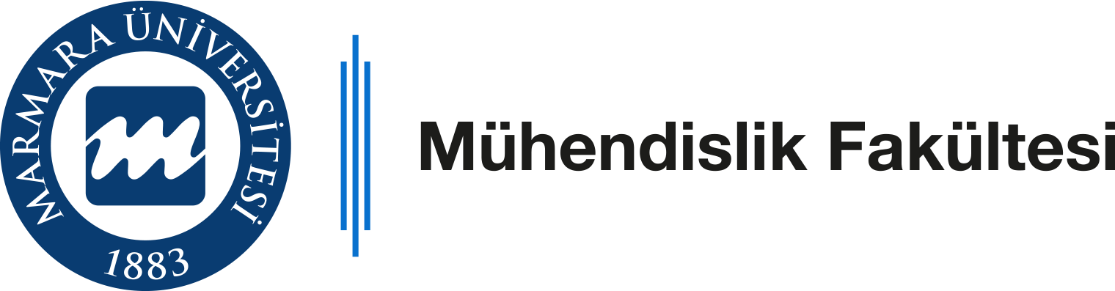 MARMARA ÜNİVERSİTESİ
1883
Mühendislik Fakültesi